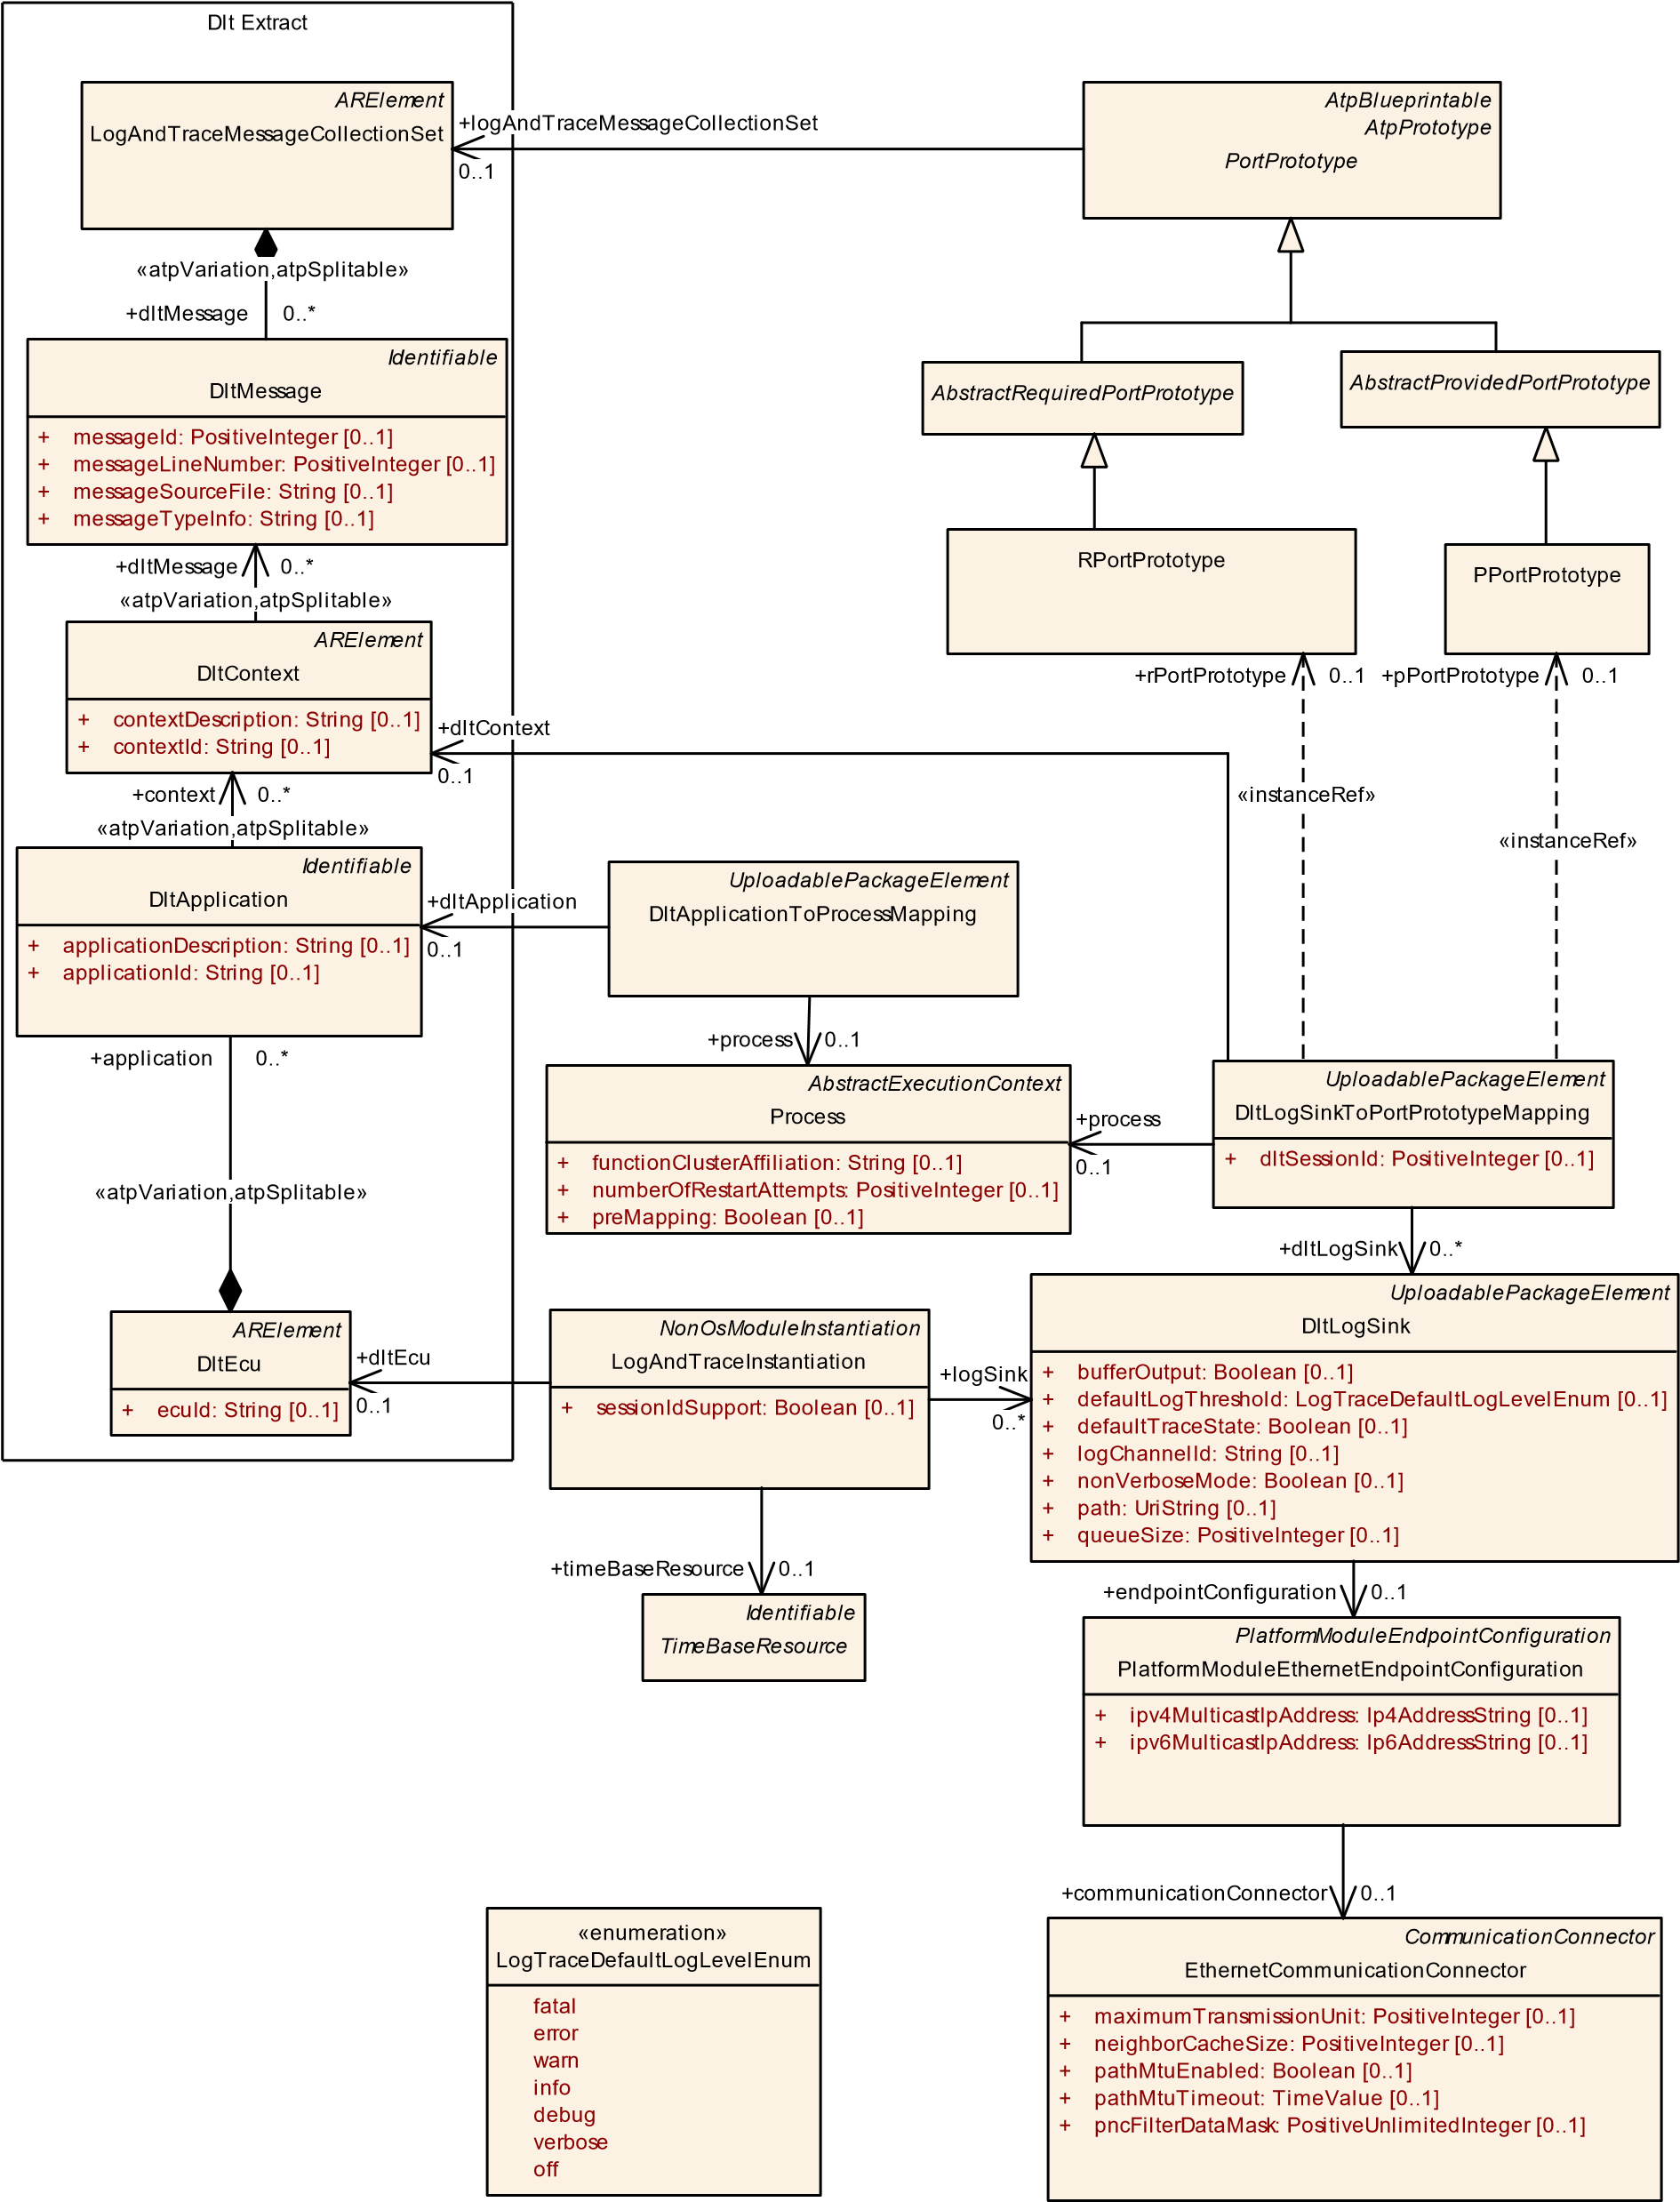 Dlt Extract
ARElement
LogAndTraceMessageCollectionSet
+logAndTraceMessageCollectionSet
0..1
AtpBlueprintable
AtpPrototype
PortPrototype
«atpVariation,atpSplitable»
+dltMessage
0..*
Identifiable
DltMessage
+ messageId: PositiveInteger [0..1]
+ messageLineNumber: PositiveInteger [0..1]
+ messageSourceFile: String [0..1]
+ messageTypeInfo: String [0..1]
AbstractRequiredPortPrototype
AbstractProvidedPortPrototype
RPortPrototype
PPortPrototype
+dltMessage
0..*
«atpVariation,atpSplitable»
ARElement
DltContext
+ contextDescription: String [0..1]
+ contextId: String [0..1]
+dltContext
0..1
+rPortPrototype
0..1
+pPortPrototype
0..1
«instanceRef»
«instanceRef»
+context
0..*
«atpVariation,atpSplitable»
Identifiable
DltApplication
+ applicationDescription: String [0..1]
+ applicationId: String [0..1]
+dltApplication
0..1
UploadablePackageElement
DltApplicationToProcessMapping
+process
0..1
+application
0..*
AbstractExecutionContext
Process
+ functionClusterAffiliation: String [0..1]
+ numberOfRestartAttempts: PositiveInteger [0..1]
+ preMapping: Boolean [0..1]
+process
0..1
UploadablePackageElement
DltLogSinkToPortPrototypeMapping
+ dltSessionId: PositiveInteger [0..1]
«atpVariation,atpSplitable»
+dltLogSink
0..*
ARElement
DltEcu
+ ecuId: String [0..1]
+dltEcu
0..1
NonOsModuleInstantiation
LogAndTraceInstantiation
+ sessionIdSupport: Boolean [0..1]
+logSink
0..*
UploadablePackageElement
DltLogSink
+ bufferOutput: Boolean [0..1]
+ defaultLogThreshold: LogTraceDefaultLogLevelEnum [0..1]
+ defaultTraceState: Boolean [0..1]
+ logChannelId: String [0..1]
+ nonVerboseMode: Boolean [0..1]
+ path: UriString [0..1]
+ queueSize: PositiveInteger [0..1]
+timeBaseResource
0..1
Identifiable
TimeBaseResource
+endpointConfiguration
0..1
PlatformModuleEndpointConfiguration
PlatformModuleEthernetEndpointConfiguration
+ ipv4MulticastIpAddress: Ip4AddressString [0..1]
+ ipv6MulticastIpAddress: Ip6AddressString [0..1]
+communicationConnector
0..1
«enumeration»
LogTraceDefaultLogLevelEnum
fatal
error
warn
info
debug
verbose
off
CommunicationConnector
EthernetCommunicationConnector
+ maximumTransmissionUnit: PositiveInteger [0..1]
+ neighborCacheSize: PositiveInteger [0..1]
+ pathMtuEnabled: Boolean [0..1]
+ pathMtuTimeout: TimeValue [0..1]
+ pncFilterDataMask: PositiveUnlimitedInteger [0..1]